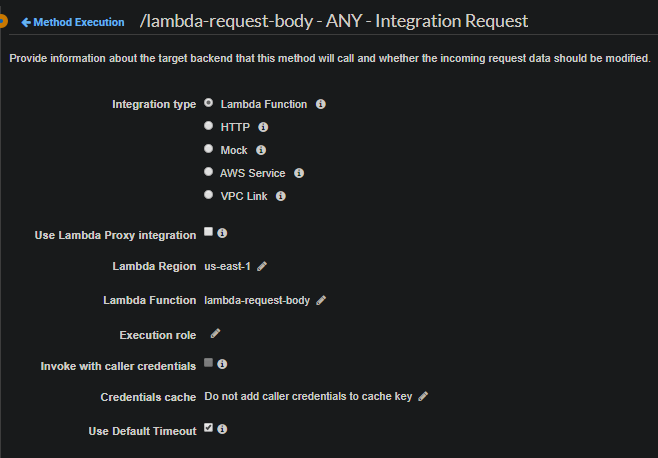 Method Execution /lambda-request-body - ANY - Integration Request
Provide information about the target backend that this method will call and whether the incoming request data should be modified.
Integration type Lambda Function
HTTP
Mock
AWS Service
VPC Link
Use Lambda Proxy integration
Lambda Region us-east-1
Lambda Function lambda-request-body
Execution role
Invoke with caller credentials
Credentials cache Do not add caller credentials to cache key
Use Default Timeout